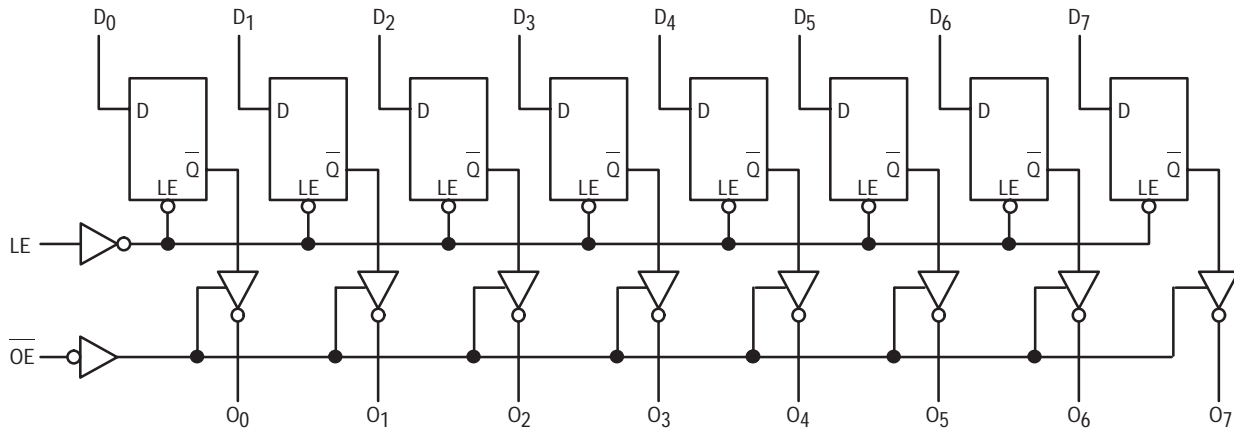 D₀ D₁ D₂ D₃ D₄ D₅ D₆ D₇
D D D D D D D D
Q̅ Q̅ Q̅ Q̅ Q̅ Q̅ Q̅ Q̅
LE LE LE LE LE LE LE LE
LE
O̅E̅
O₀ O₁ O₂ O₃ O₄ O₅ O₆ O₇